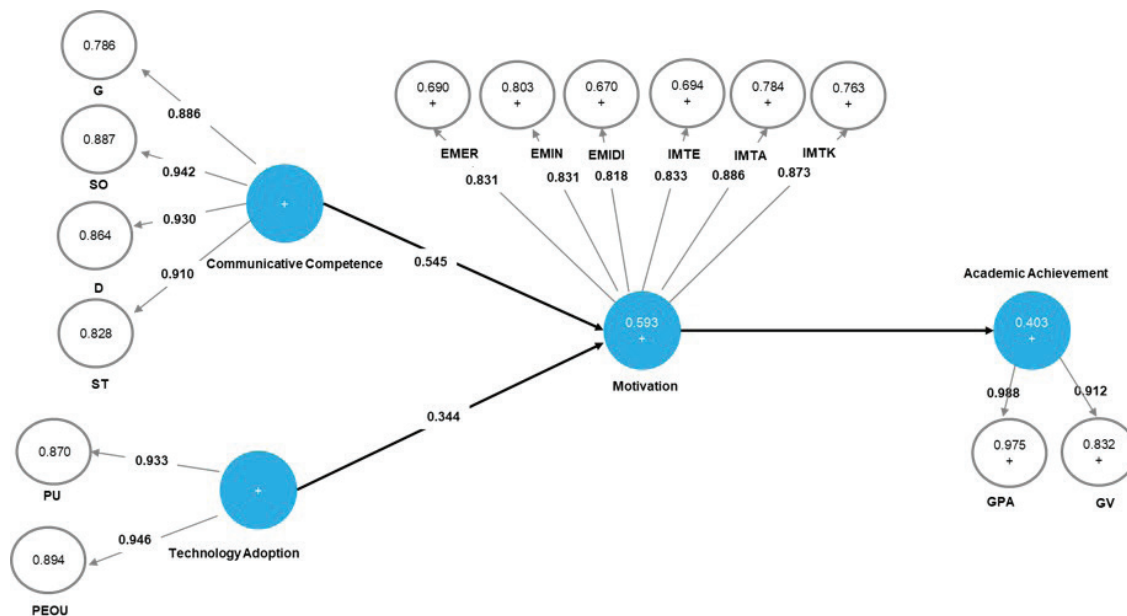 0.786
G
0.886
0.887
SO
0.942
0.864
0.930
D
0.910
0.828
ST
+
Communicative Competence
0.545
0.690
+
0.803
+
0.670
+
0.694
+
0.784
+
0.763
+
EMER
EMIN
EMIDI
IMTE
IMTA
IMTK
0.831
0.831
0.818
0.833
0.886
0.873
0.593
+
Motivation
Academic Achievement
0.403
+
0.988
0.912
0.975
+
0.832
+
GPA
GV
0.344
0.870
0.933
PU
+
0.946
Technology Adoption
0.894
PEOU